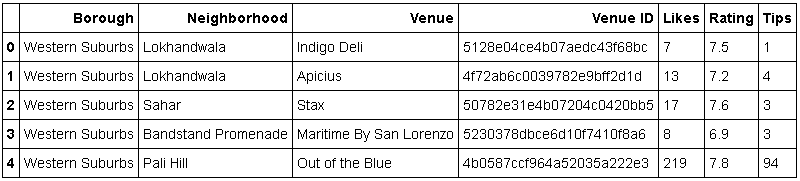 Borough Neighborhood Venue Venue ID Likes Rating Tips
0 Western Suburbs Lokhandwala Indigo Deli 5128e04ce4b07aedc43f68bc 7 7.5 1
1 Western Suburbs Lokhandwala Apicius 4f72ab6c0039782e9bff2d1d 13 7.2 4
2 Western Suburbs Sahar Stax 50782e31e4b07204c0420bb5 17 7.6 3
3 Western Suburbs Bandstand Promenade Maritime By San Lorenzo 5230378dbce6d10f7410f8a6 8 6.9 3
4 Western Suburbs Pali Hill Out of the Blue 4b0587ccf964a52035a222e3 219 7.8 94